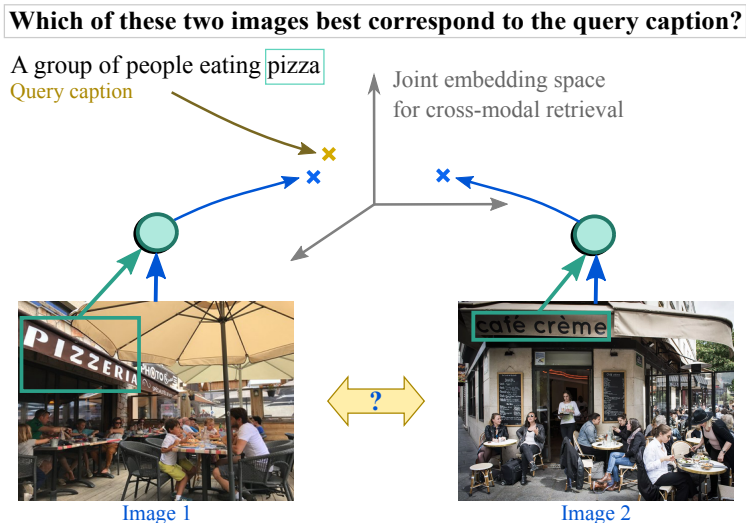 Which of these two images best correspond to the query caption?
A group of people eating pizza
Query caption
Joint embedding space
for cross-modal retrieval
PIZZERIA
café crème
?
Image 1
Image 2